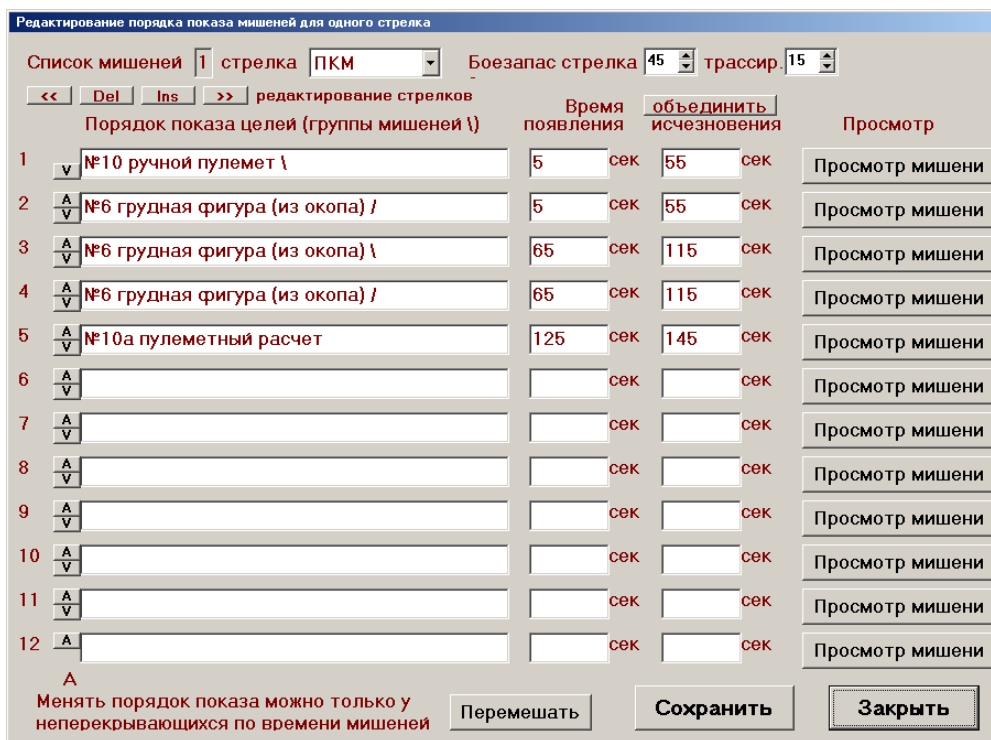 Редактирование порядка показа мишеней для одного стрелка
Список мишеней 1 стрелка ПКМ Боезапас стрелка 45 трассир. 15
<< Del Ins >> редактирование стрелков
Время объединить
Порядок показа целей (группы мишеней \) появления исчезновения Просмотр
1 V №10 ручной пулемет \ 5 сек 55 сек Просмотр мишени
2 A V №6 грудная фигура (из окопа) / 5 сек 55 сек Просмотр мишени
3 A V №6 грудная фигура (из окопа) \ 65 сек 115 сек Просмотр мишени
4 A V №6 грудная фигура (из окопа) / 65 сек 115 сек Просмотр мишени
5 A V №10а пулеметный расчет 125 сек 145 сек Просмотр мишени
6 A V сек сек Просмотр мишени
7 A V сек сек Просмотр мишени
8 A V сек сек Просмотр мишени
9 A V сек сек Просмотр мишени
10 A V сек сек Просмотр мишени
11 A V сек сек Просмотр мишени
12 A сек сек Просмотр мишени
А
Менять порядок показа можно только у
неперекрывающихся по времени мишеней
Перемешать Сохранить Закрыть